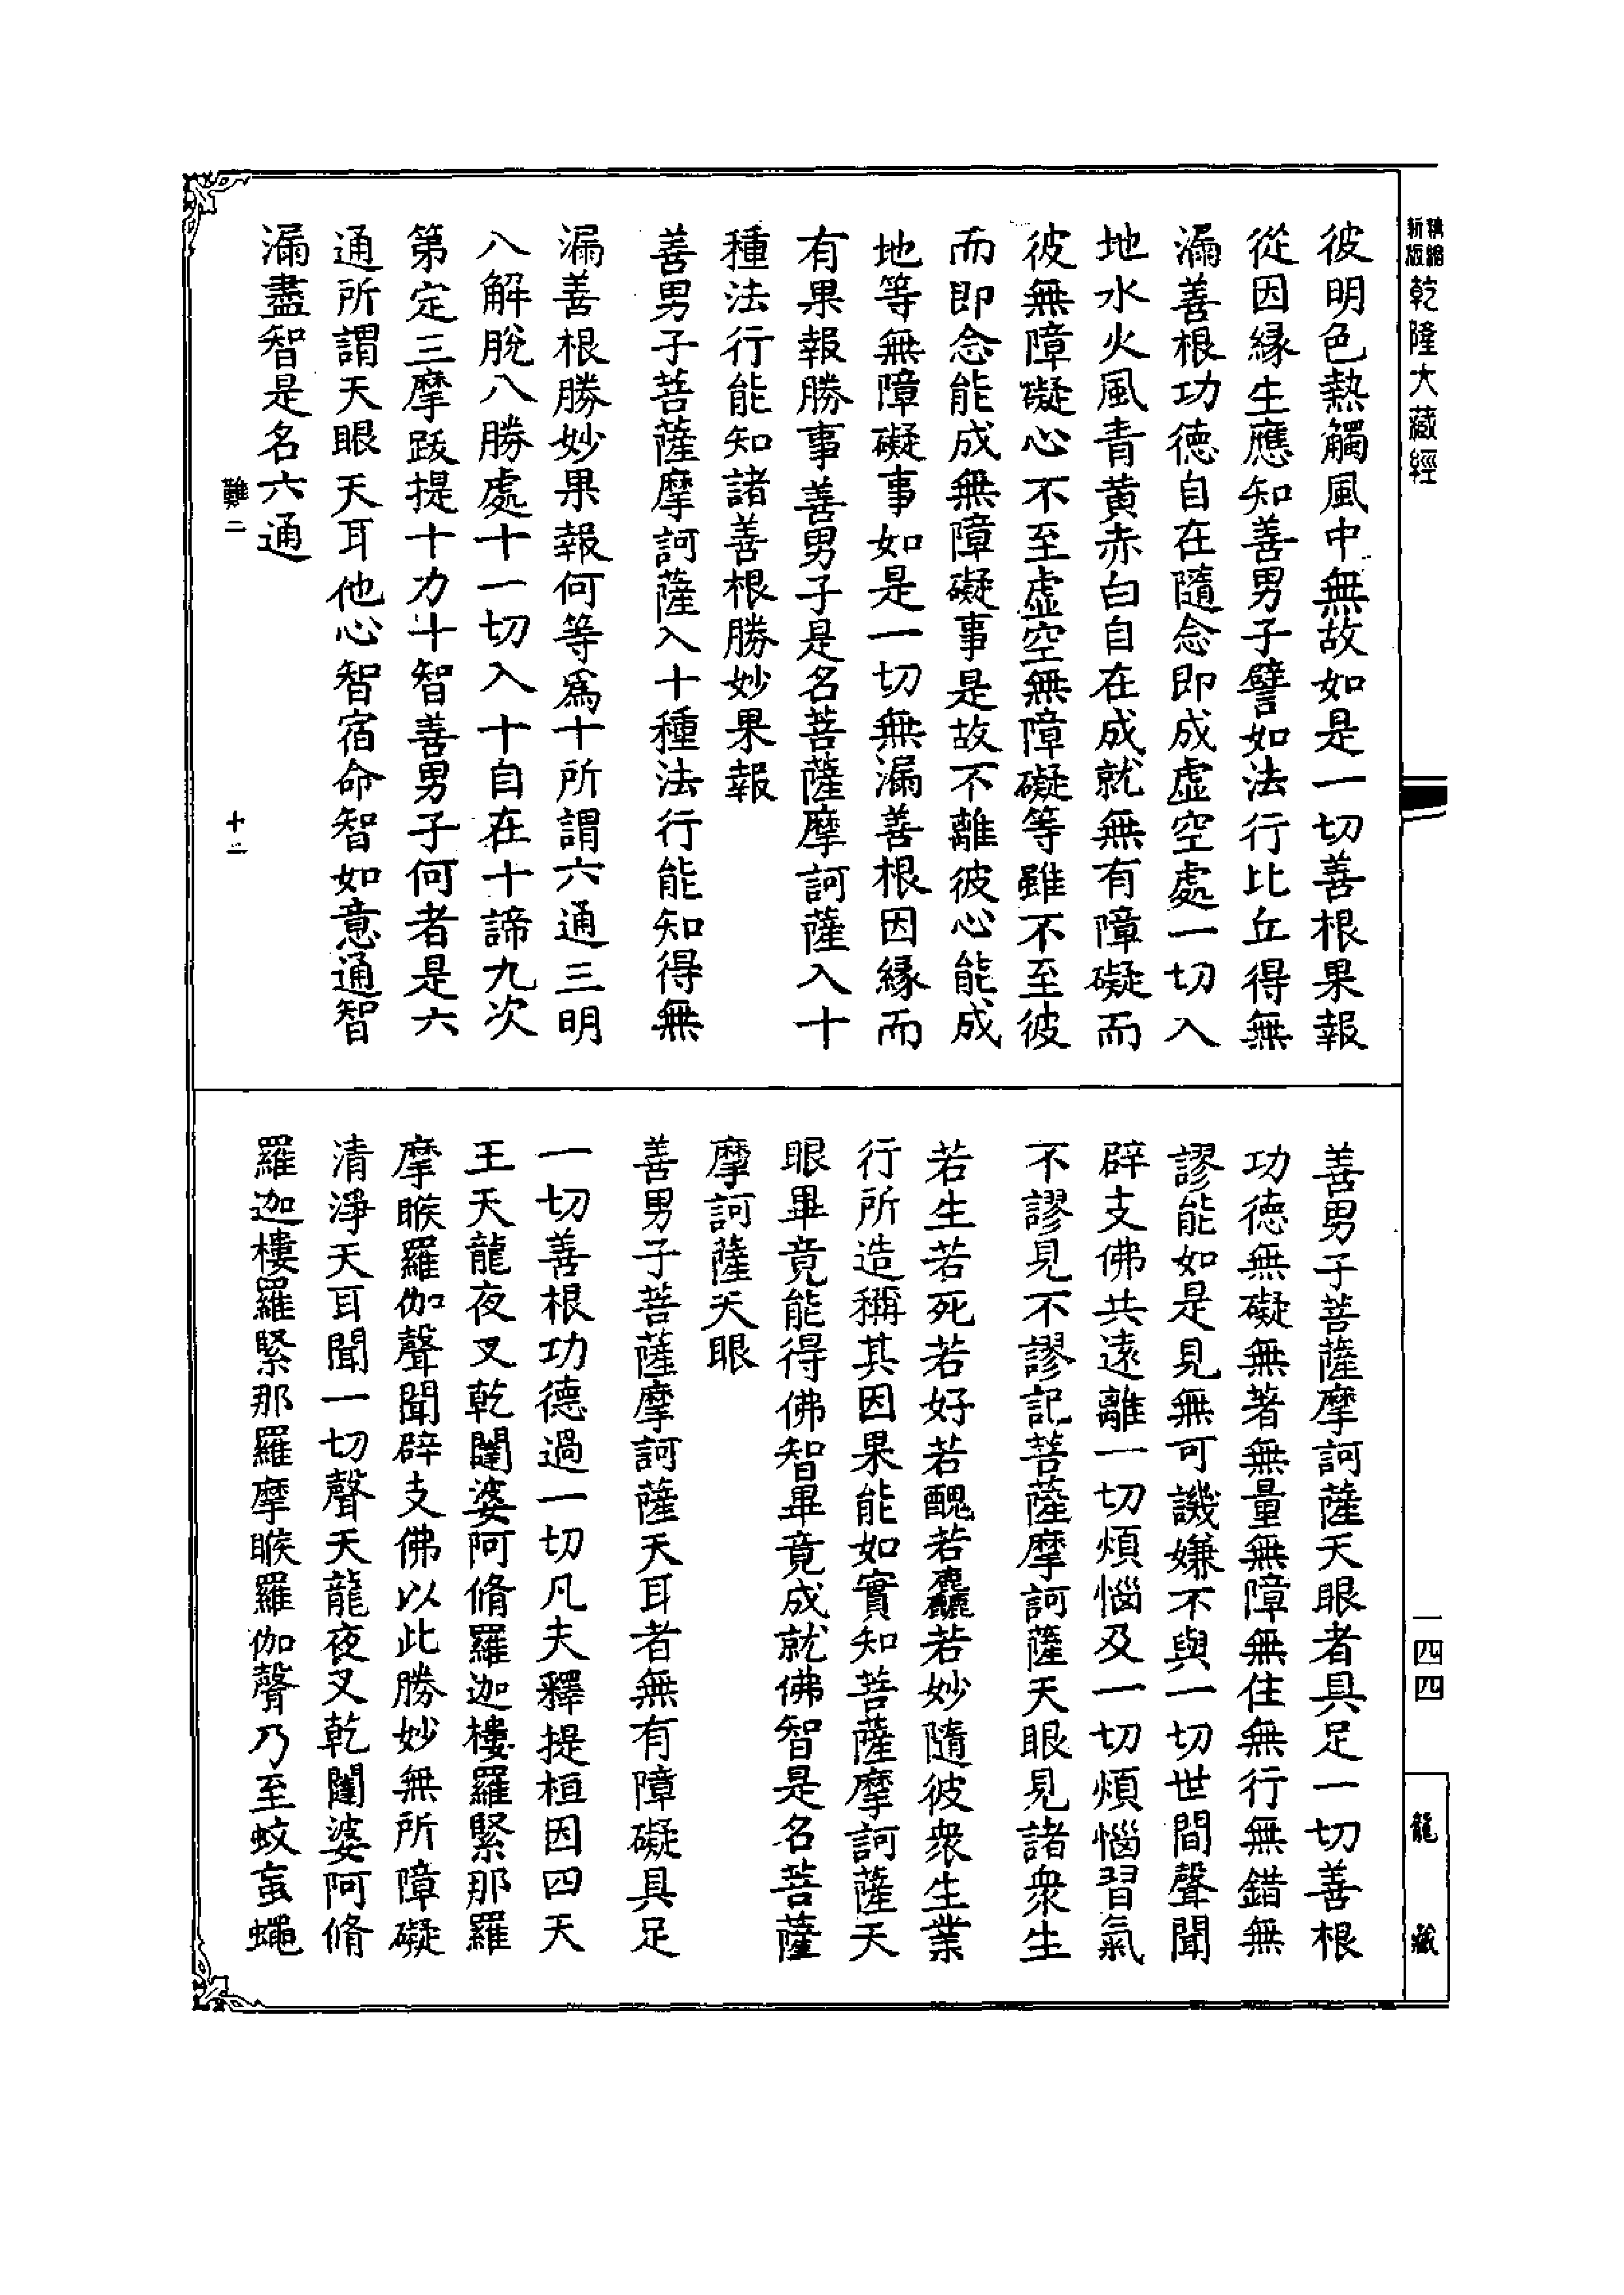 精縮新版乾隆大藏經
彼明色熱觸風中無故如是一切善根果報
從因緣生應知善男子譬如法行比丘得無
漏善根功德自在隨念即成虛空處一切入
地水火風青黃赤白自在成就無有障礙而
彼無障礙心不至虛空無障礙等雖不至彼
而即念能成無障礙事是故不離彼心能成
地等無障礙事如是一切無漏善根因緣而
有果報勝事善男子是名菩薩摩訶薩入十
種法行能知諸善根勝妙果報
善男子菩薩摩訶薩入十種法行能知得無
漏善根勝妙果報何等爲十所謂六通三明
八解脫八勝處十一切入十自在十諦九次
第定三摩跋提十力十智善男子何者是六
通所謂天眼天耳他心智宿命智如意通智
漏盡智是名六通
難二
十二
善男子菩薩摩訶薩天眼者具足一切善根
功德無礙無著無量無障無住無行無錯無
謬能如是見無可譏嫌不與一切世間聲聞
辟支佛共遠離一切煩惱及一切煩惱習氣
不謬見不謬記菩薩摩訶薩天眼見諸衆生
若生若死若好若醜若麤若妙隨彼衆生業
行所造稱其因果能如實知菩薩摩訶薩天
眼畢竟能得佛智畢竟成就佛智是名菩薩
摩訶薩天眼
善男子菩薩摩訶薩天耳者無有障礙具足
一切善根功德過一切凡夫釋提桓因四天
王天龍夜叉乾闥婆阿脩羅迦樓羅緊那羅
摩睺羅伽聲聞辟支佛以此勝妙無所障礙
清淨天耳聞一切聲天龍夜叉乾闥婆阿脩
羅迦樓羅緊那羅摩睺羅伽聲乃至蚊䖟蠅
一四四
龍藏